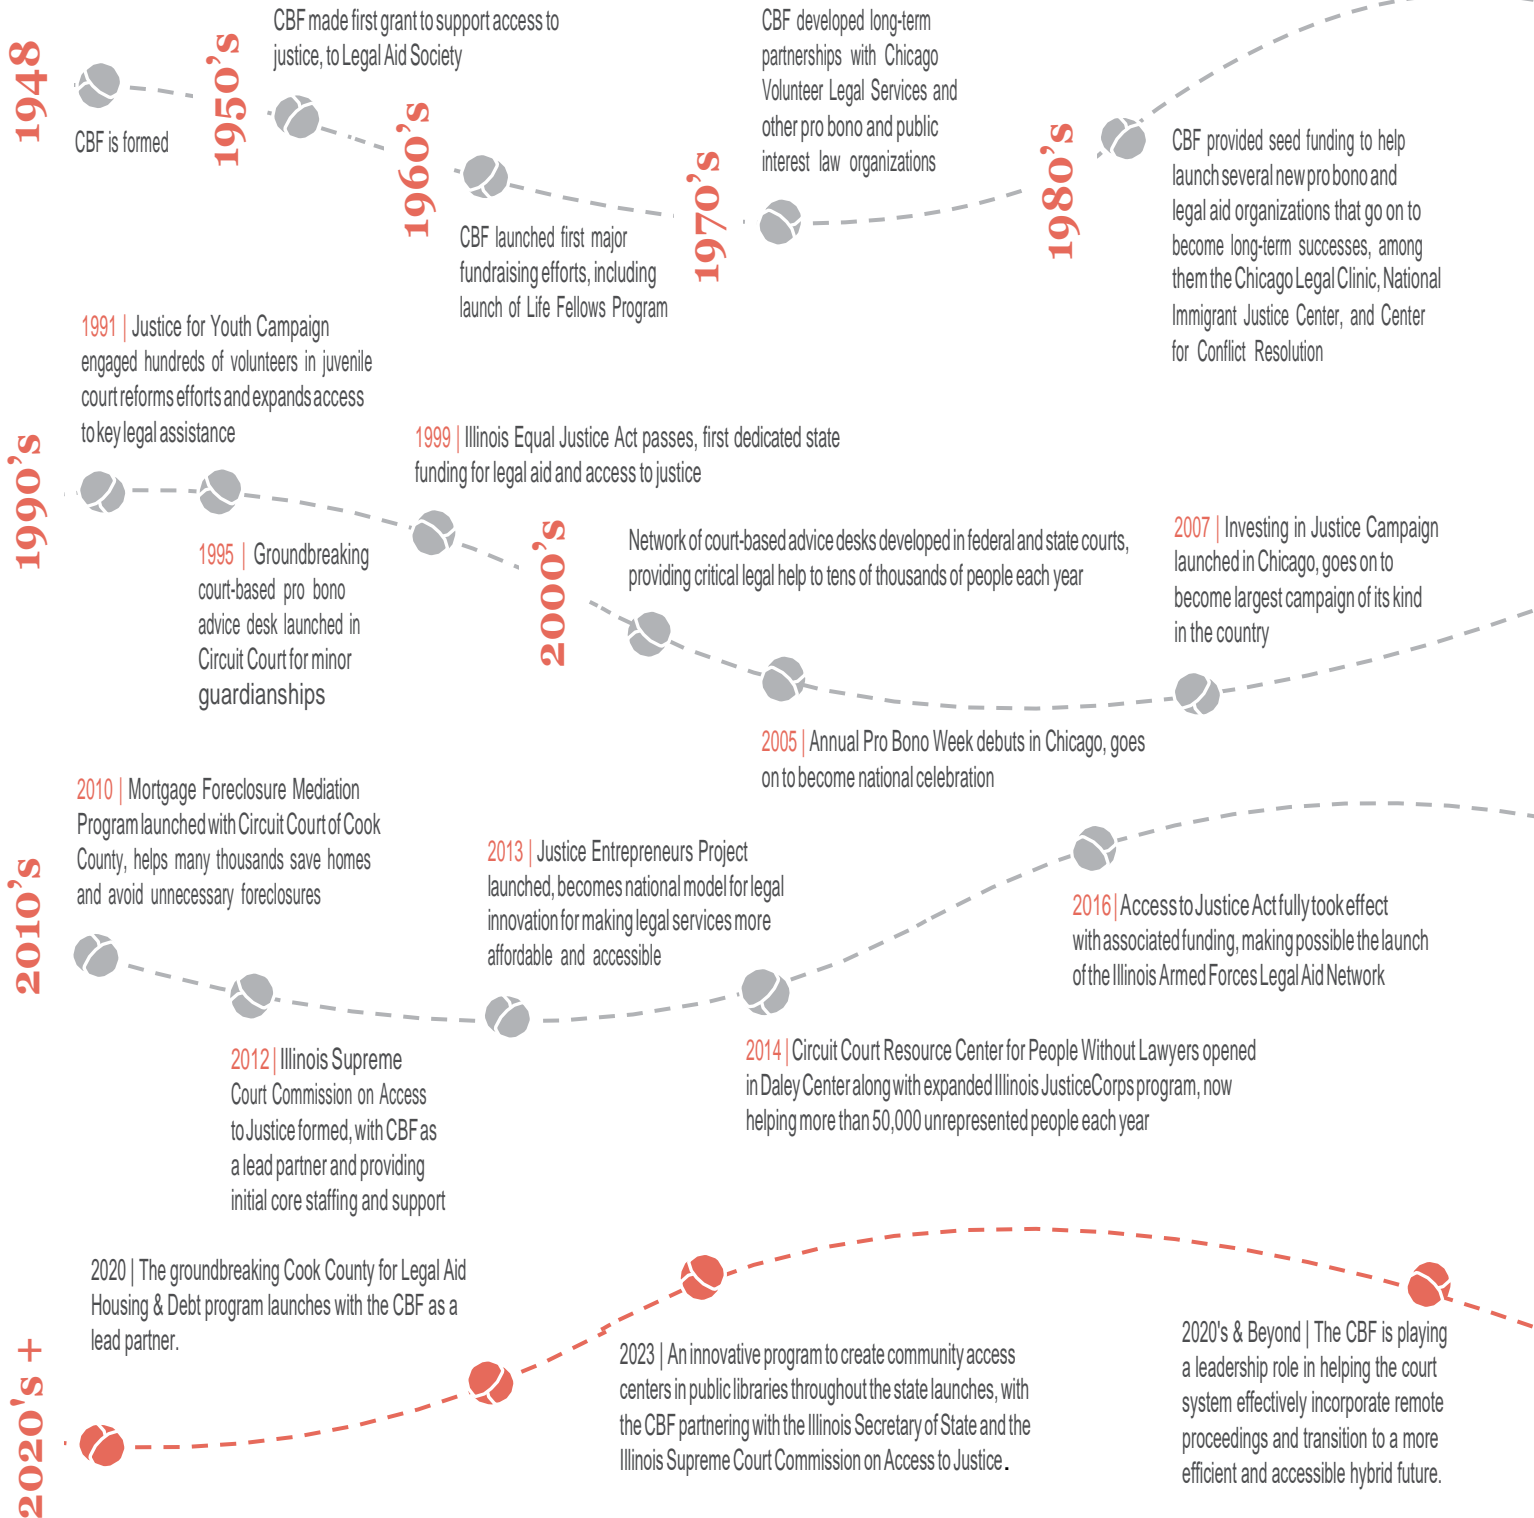 1948
CBF is formed
1950's
CBF made first grant to support access to
justice, to Legal Aid Society
1960's
CBF launched first major
fundraising efforts, including
launch of Life Fellows Program
1970's
CBF developed long-term
partnerships with Chicago
Volunteer Legal Services and
other pro bono and public
interest law organizations
1980's
CBF provided seed funding to help
launch several new pro bono and
legal aid organizations that go on to
become long-term successes, among
them the Chicago Legal Clinic, National
Immigrant Justice Center, and Center
for Conflict Resolution
1990's
1991 | Justice for Youth Campaign
engaged hundreds of volunteers in juvenile
court reforms efforts and expands access
to key legal assistance
1995 | Groundbreaking
court-based pro bono
advice desk launched in
Circuit Court for minor
guardianships
1999 | Illinois Equal Justice Act passes, first dedicated state
funding for legal aid and access to justice
2000's
Network of court-based advice desks developed in federal and state courts,
providing critical legal help to tens of thousands of people each year
2005 | Annual Pro Bono Week debuts in Chicago, goes
on to become national celebration
2007 | Investing in Justice Campaign
launched in Chicago, goes on to
become largest campaign of its kind
in the country
2010's
2010 | Mortgage Foreclosure Mediation
Program launched with Circuit Court of Cook
County, helps many thousands save homes
and avoid unnecessary foreclosures
2012 | Illinois Supreme
Court Commission on Access
to Justice formed, with CBF as
a lead partner and providing
initial core staffing and support
2013 | Justice Entrepreneurs Project
launched, becomes national model for legal
innovation for making legal services more
affordable and accessible
2014 | Circuit Court Resource Center for People Without Lawyers opened
in Daley Center along with expanded Illinois JusticeCorps program, now
helping more than 50,000 unrepresented people each year
2016 | Access to Justice Act fully took effect
with associated funding, making possible the launch
of the Illinois Armed Forces Legal Aid Network
2020's +
2020 | The groundbreaking Cook County for Legal Aid
Housing & Debt program launches with the CBF as a
lead partner.
2023 | An innovative program to create community access
centers in public libraries throughout the state launches, with
the CBF partnering with the Illinois Secretary of State and the
Illinois Supreme Court Commission on Access to Justice.
2020's & Beyond | The CBF is playing
a leadership role in helping the court
system effectively incorporate remote
proceedings and transition to a more
efficient and accessible hybrid future.